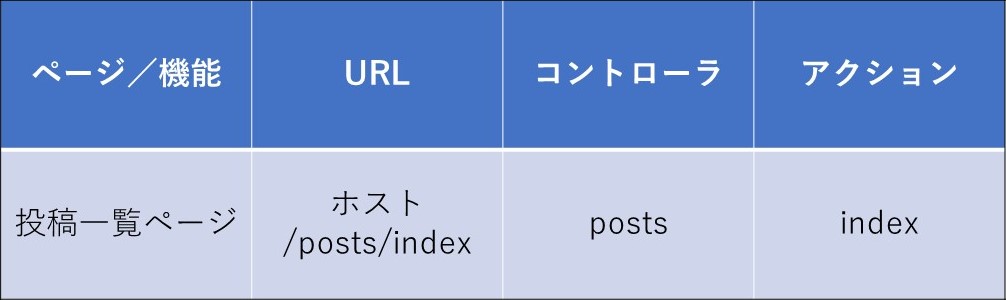 ページ／機能
URL
コントローラ
アクション
投稿一覧ページ
ホスト
/posts/index
posts
index